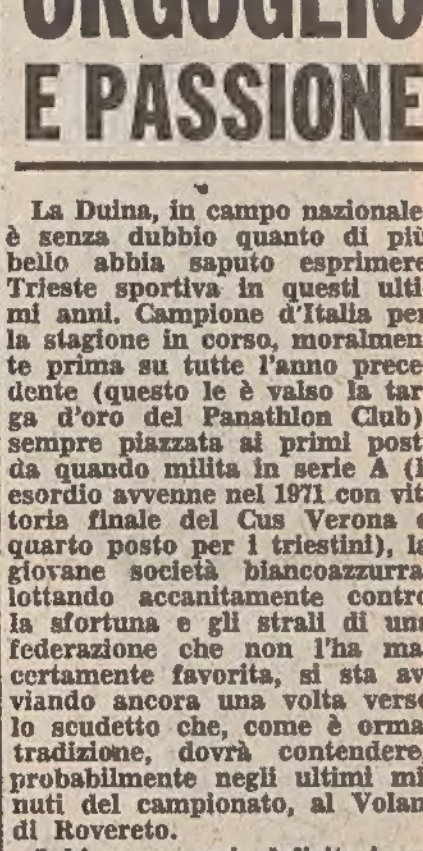 ORGOGLIO
E PASSIONE
La Duina, in campo nazionale
è senza dubbio quanto di più
bello abbia saputo esprimere
Trieste sportiva in questi ulti
mi anni. Campione d'Italia per
la stagione in corso, moralmen
te prima su tutte l'anno prece
dente (questo le è valso la tar
ga d'oro del Panathlon Club)
sempre piazzata ai primi post
da quando milita in serie A (l
esordio avvenne nel 1971 con vit
toria finale del Cus Verona e
quarto posto per i triestini), la
giovane società biancoazzurra
lottando accanitamente contro
la sfortuna e gli strali di una
federazione che non l'ha ma
certamente favorita, si sta av
viando ancora una volta verso
lo scudetto che, come è orma
tradizione, dovrà contendere,
probabilmente negli ultimi mi
nuti del campionato, al Volan
di Rovereto.